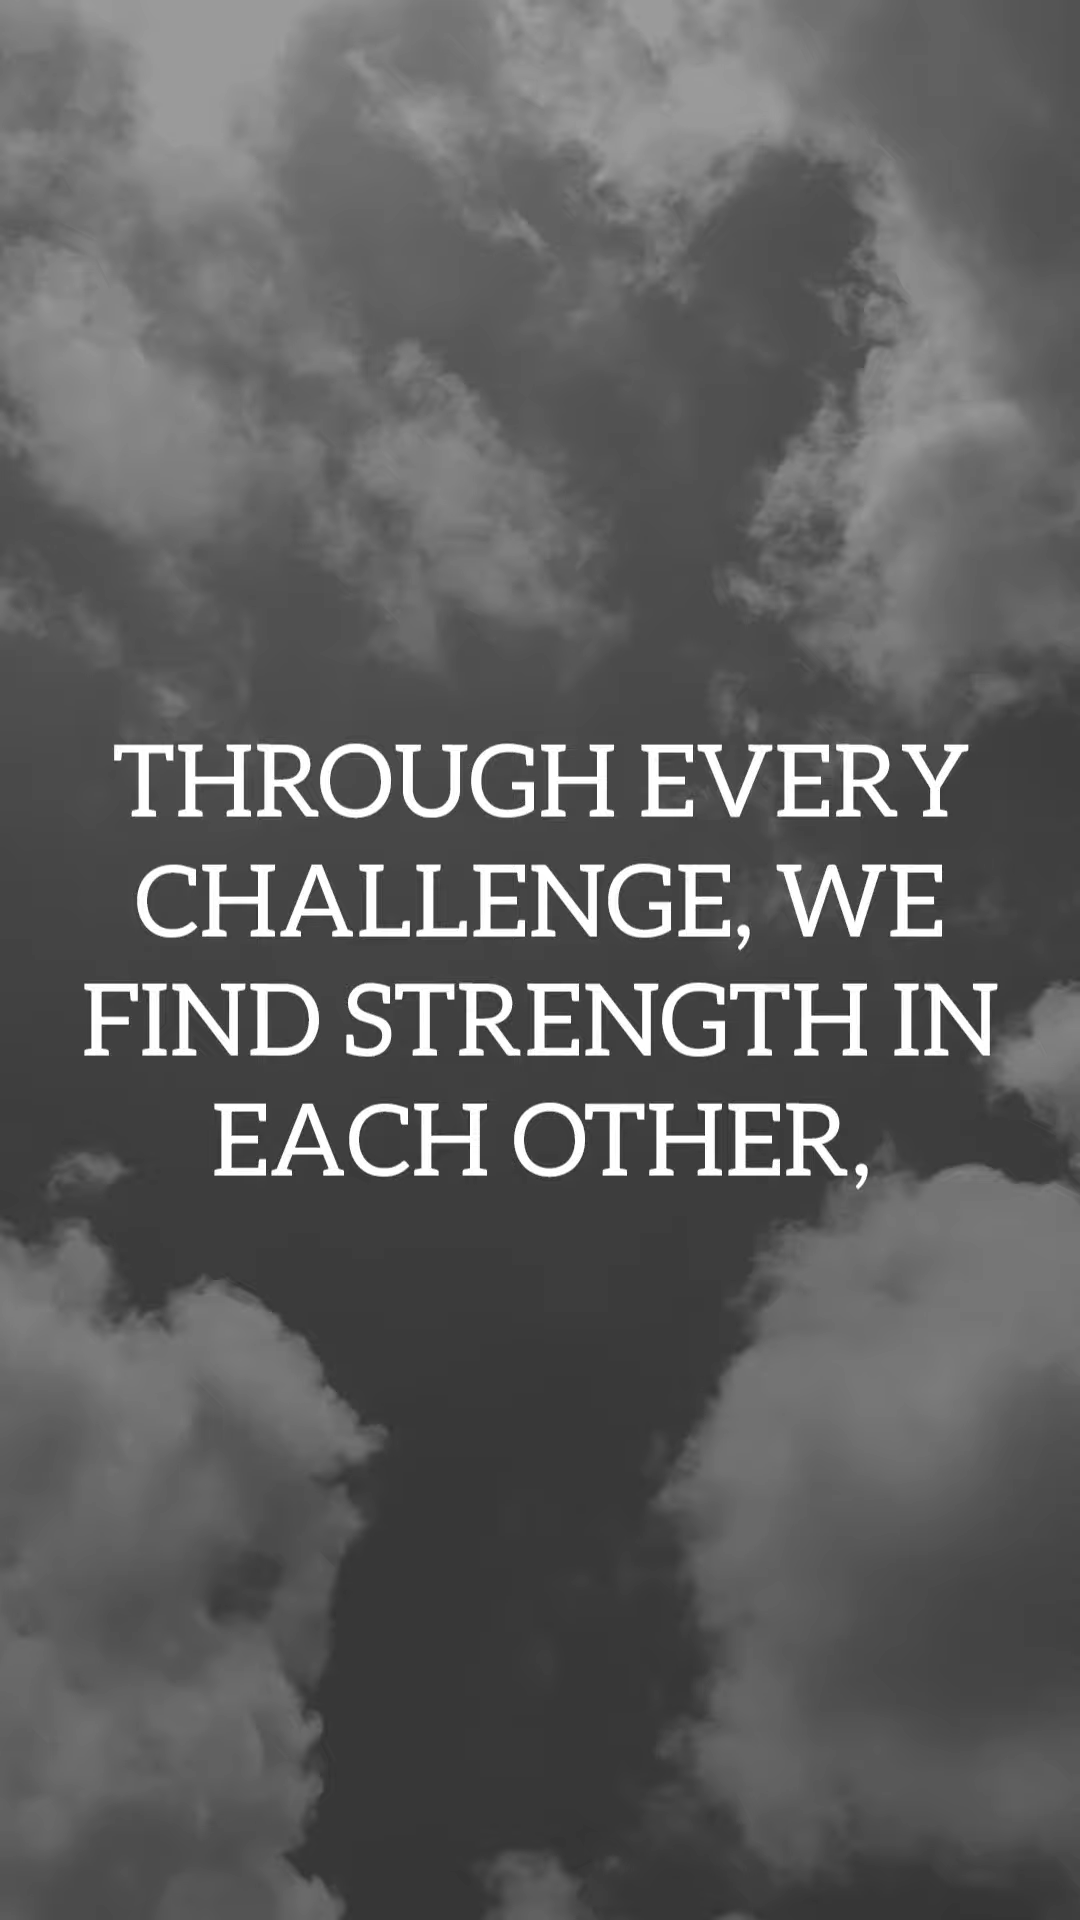 THROUGH EVERY
CHALLENGE, WE
FIND STRENGTH IN
EACH OTHER,